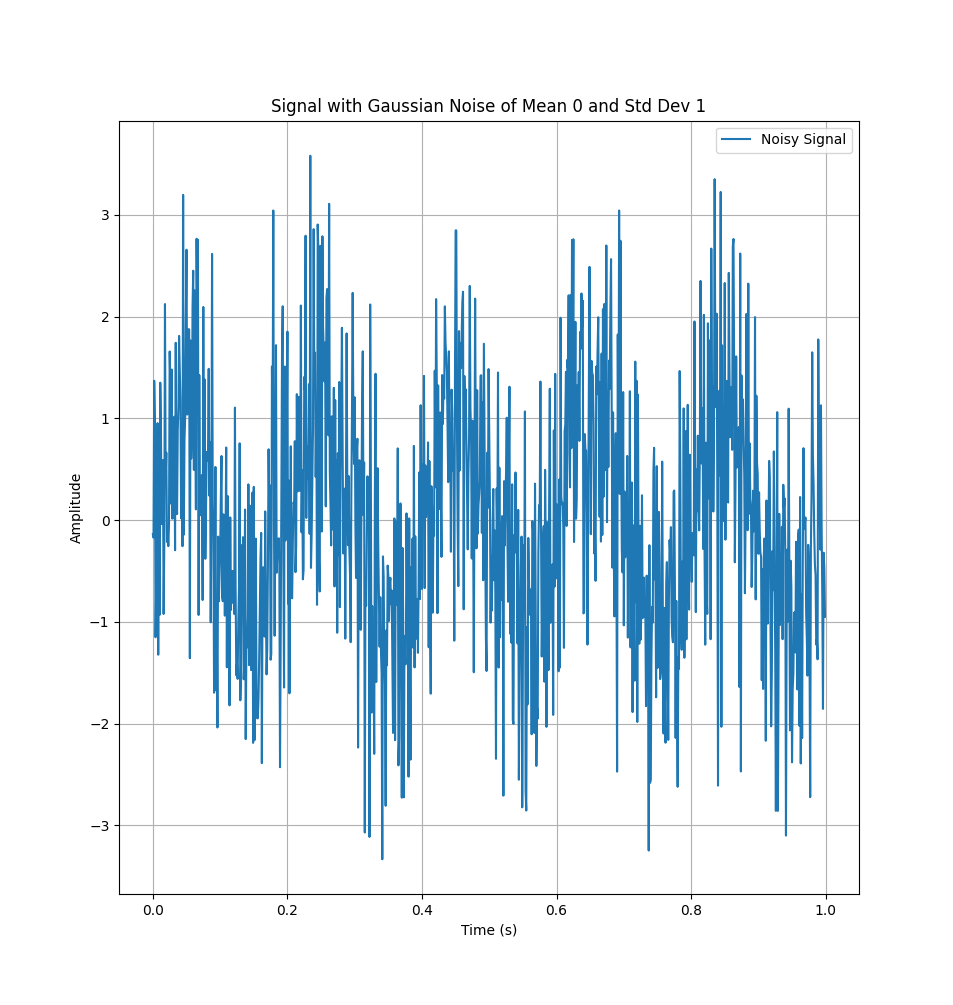 Signal with Gaussian Noise of Mean 0 and Std Dev 1
Noisy Signal
3
2
1
0
−1
−2
−3
Amplitude
0.0 0.2 0.4 0.6 0.8 1.0
Time (s)